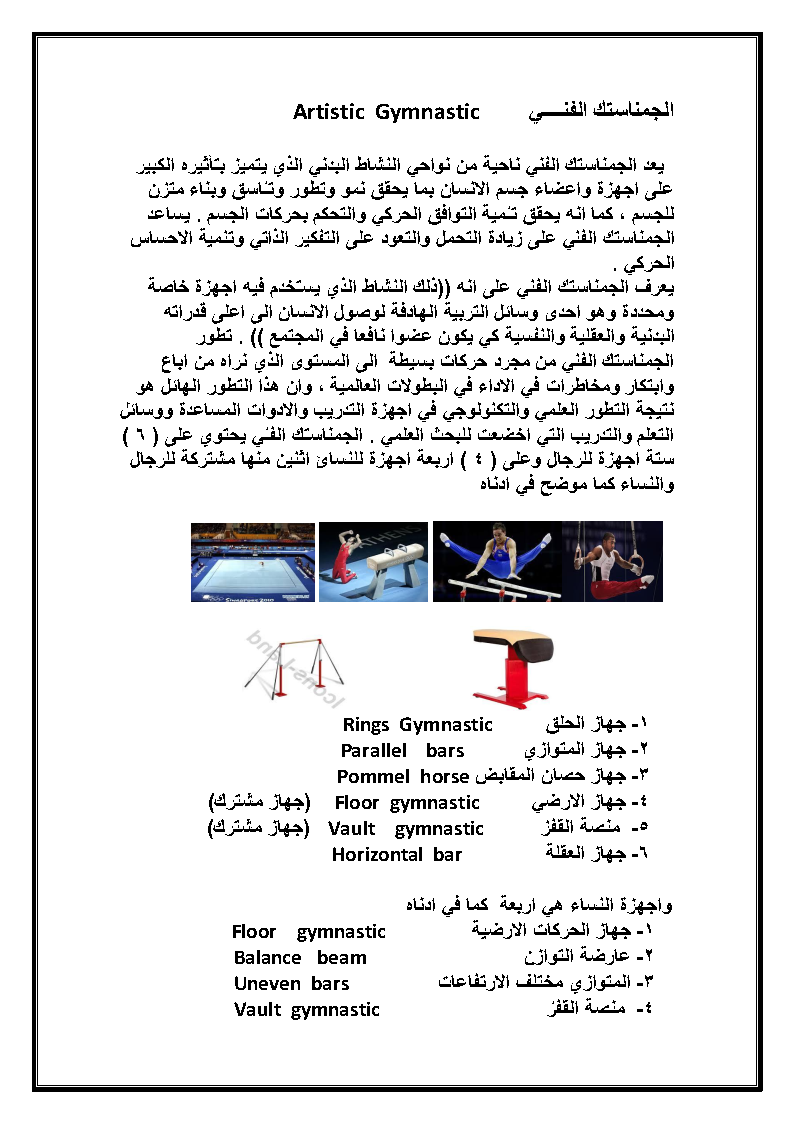 الجمناستك الفنـــــي Artistic Gymnastic
يعد الجمناستك الفني ناحية من نواحي النشاط البدني الذي يتميز بتأثيره الكبير
على اجهزة واعضاء جسم الانسان بما يحقق نمو وتطور وتناسق وبناء متزن
للجسم ، كما انه يحقق تنمية التوافق الحركي والتحكم بحركات الجسم . يساعد
الجمناستك الفني على زيادة التحمل والتعود على التفكير الذاتي وتنمية الاحساس
الحركي .
يعرف الجمناستك الفني على انه ((ذلك النشاط الذي يستخدم فيه اجهزة خاصة
ومحددة وهو احدى وسائل التربية الهادفة لوصول الانسان الى اعلى قدراته
البدنية والعقلية والنفسية كي يكون عضوا نافعا في المجتمع )) . تطور
الجمناستك الفني من مجرد حركات بسيطة الى المستوى الذي نراه من اباع
وابتكار ومخاطرات في الاداء في البطولات العالمية ، وان هذا التطور الهائل هو
نتيجة التطور العلمي والتكنولوجي في اجهزة التدريب والادوات المساعدة ووسائل
التعلم والتدريب التي اخضعت للبحث العلمي . الجمناستك الفني يحتوي على ( ٦ )
ستة اجهزة للرجال وعلى ( ٤ ) اربعة اجهزة للنسائ اثنين منها مشتركة للرجال
والنساء كما موضح في ادناه
SINGAPORE 2010
ATHENS
Icons-Land
١- جهاز الحلق Rings Gymnastic
٢- جهاز المتوازي Parallel bars
٣- جهاز حصان المقابض Pommel horse
٤- جهاز الارضي Floor gymnastic (جهاز مشترك)
٥- منصة القفز Vault gymnastic (جهاز مشترك)
٦- جهاز العقلة Horizontal bar
واجهزة النساء هي اربعة كما في ادناه
١- جهاز الحركات الارضية Floor gymnastic
٢- عارضة التوازن Balance beam
٣- المتوازي مختلف الارتفاعات Uneven bars
٤- منصة القفز Vault gymnastic